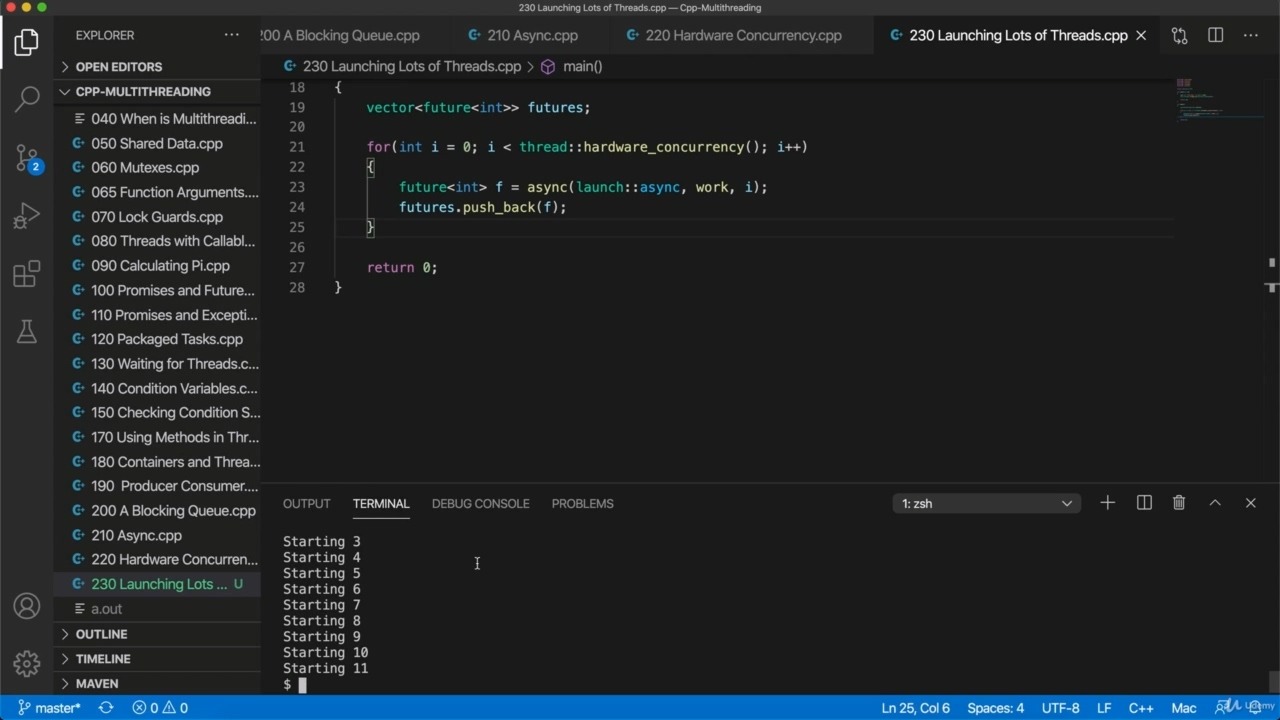 230 Launching Lots of Threads.cpp — Cpp-Multithreading
EXPLORER
200 A Blocking Queue.cpp
210 Async.cpp
220 Hardware Concurrency.cpp
230 Launching Lots of Threads.cpp
OPEN EDITORS
230 Launching Lots of Threads.cpp > main()
CPP-MULTITHREADING
040 When is Multithreadi...
050 Shared Data.cpp
060 Mutexes.cpp
065 Function Arguments....
070 Lock Guards.cpp
080 Threads with Callabl...
090 Calculating Pi.cpp
100 Promises and Future...
110 Promises and Excepti...
120 Packaged Tasks.cpp
130 Waiting for Threads.c...
140 Condition Variables.c...
150 Checking Condition S...
170 Using Methods in Thr...
180 Containers and Threa...
190 Producer Consumer....
200 A Blocking Queue.cpp
210 Async.cpp
220 Hardware Concurren...
230 Launching Lots ... U
a.out
OUTLINE
TIMELINE
MAVEN
18 {
19 vector<future<int>> futures;
20
21 for(int i = 0; i < thread::hardware_concurrency(); i++)
22 {
23 future<int> f = async(launch::async, work, i);
24 futures.push_back(f);
25 }
26
27 return 0;
28 }
OUTPUT TERMINAL DEBUG CONSOLE PROBLEMS
1: zsh
Starting 3
Starting 4
Starting 5
Starting 6
Starting 7
Starting 8
Starting 9
Starting 10
Starting 11
$
2
master* 0 0 Ln 25, Col 6 Spaces: 4 UTF-8 LF C++ Mac
Udemy